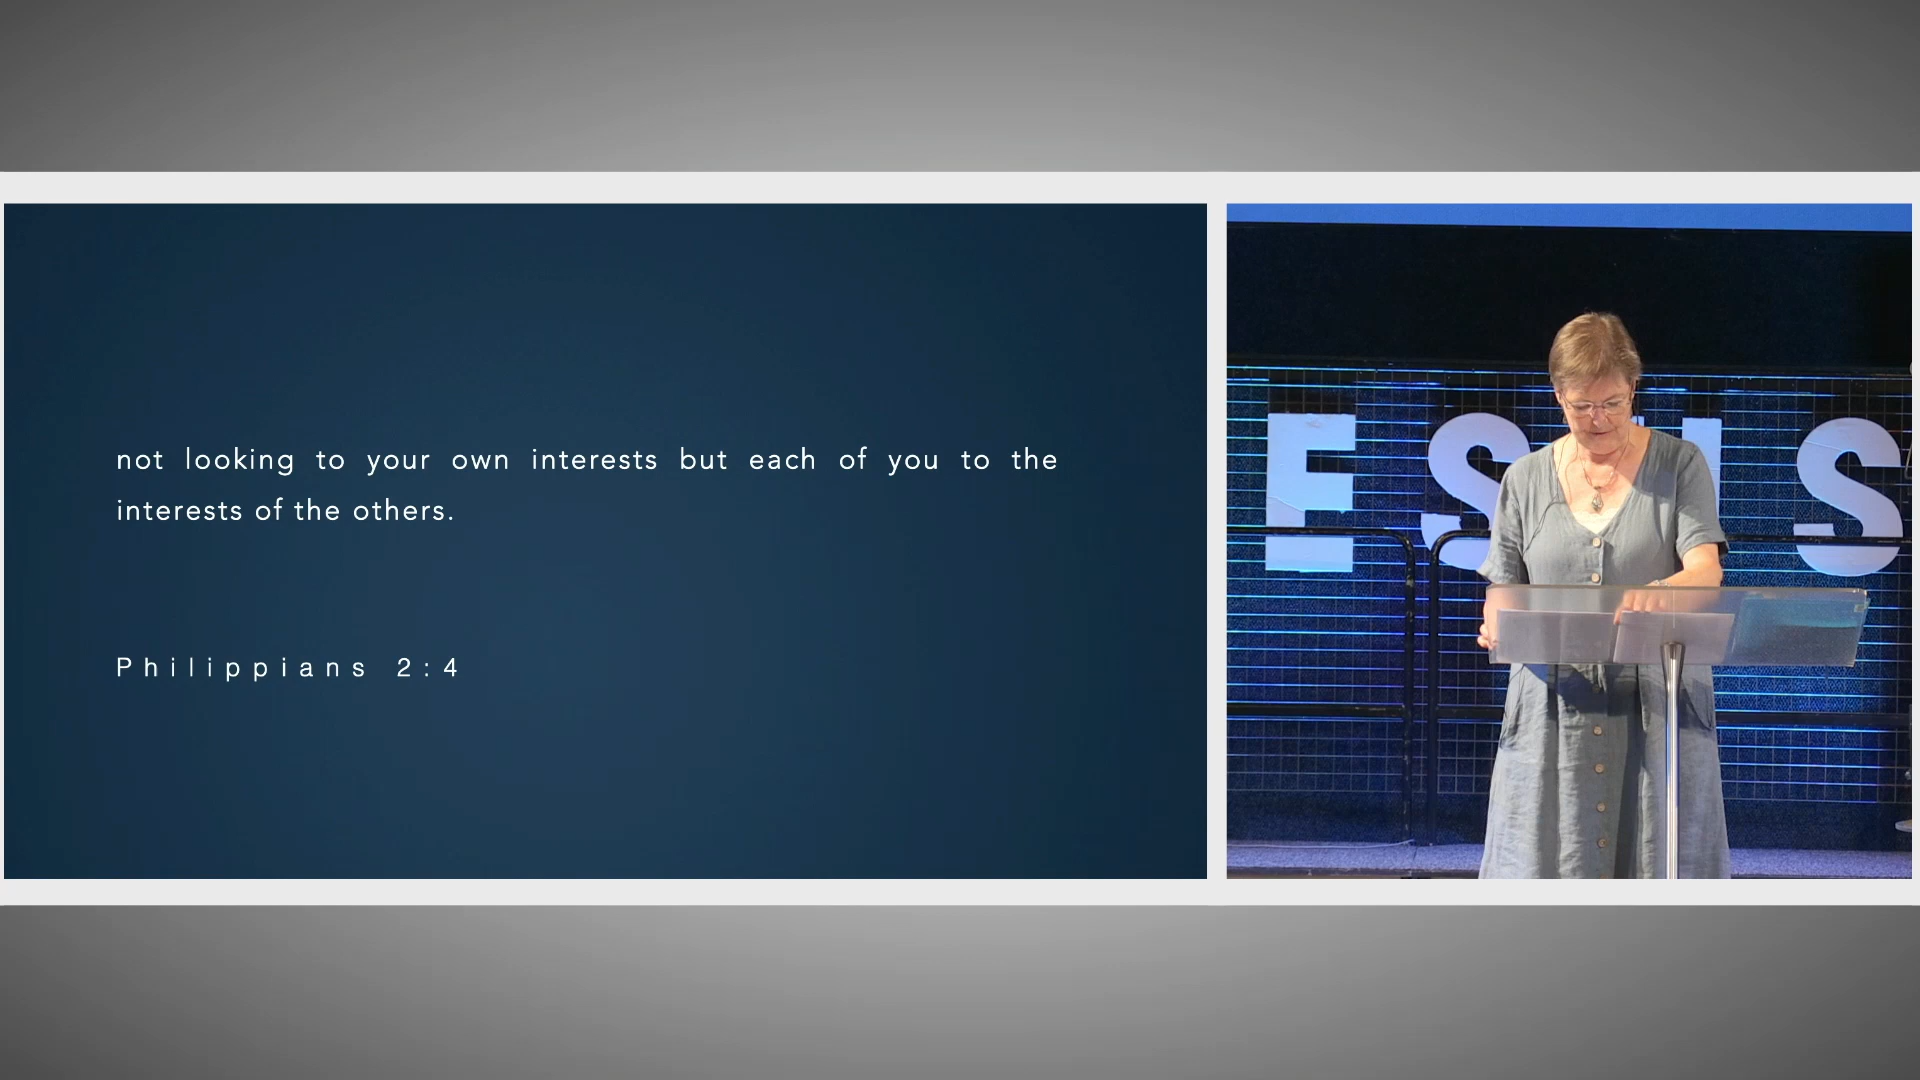 not looking to your own interests but each of you to the
interests of the others.
Philippians 2:4
ESUS